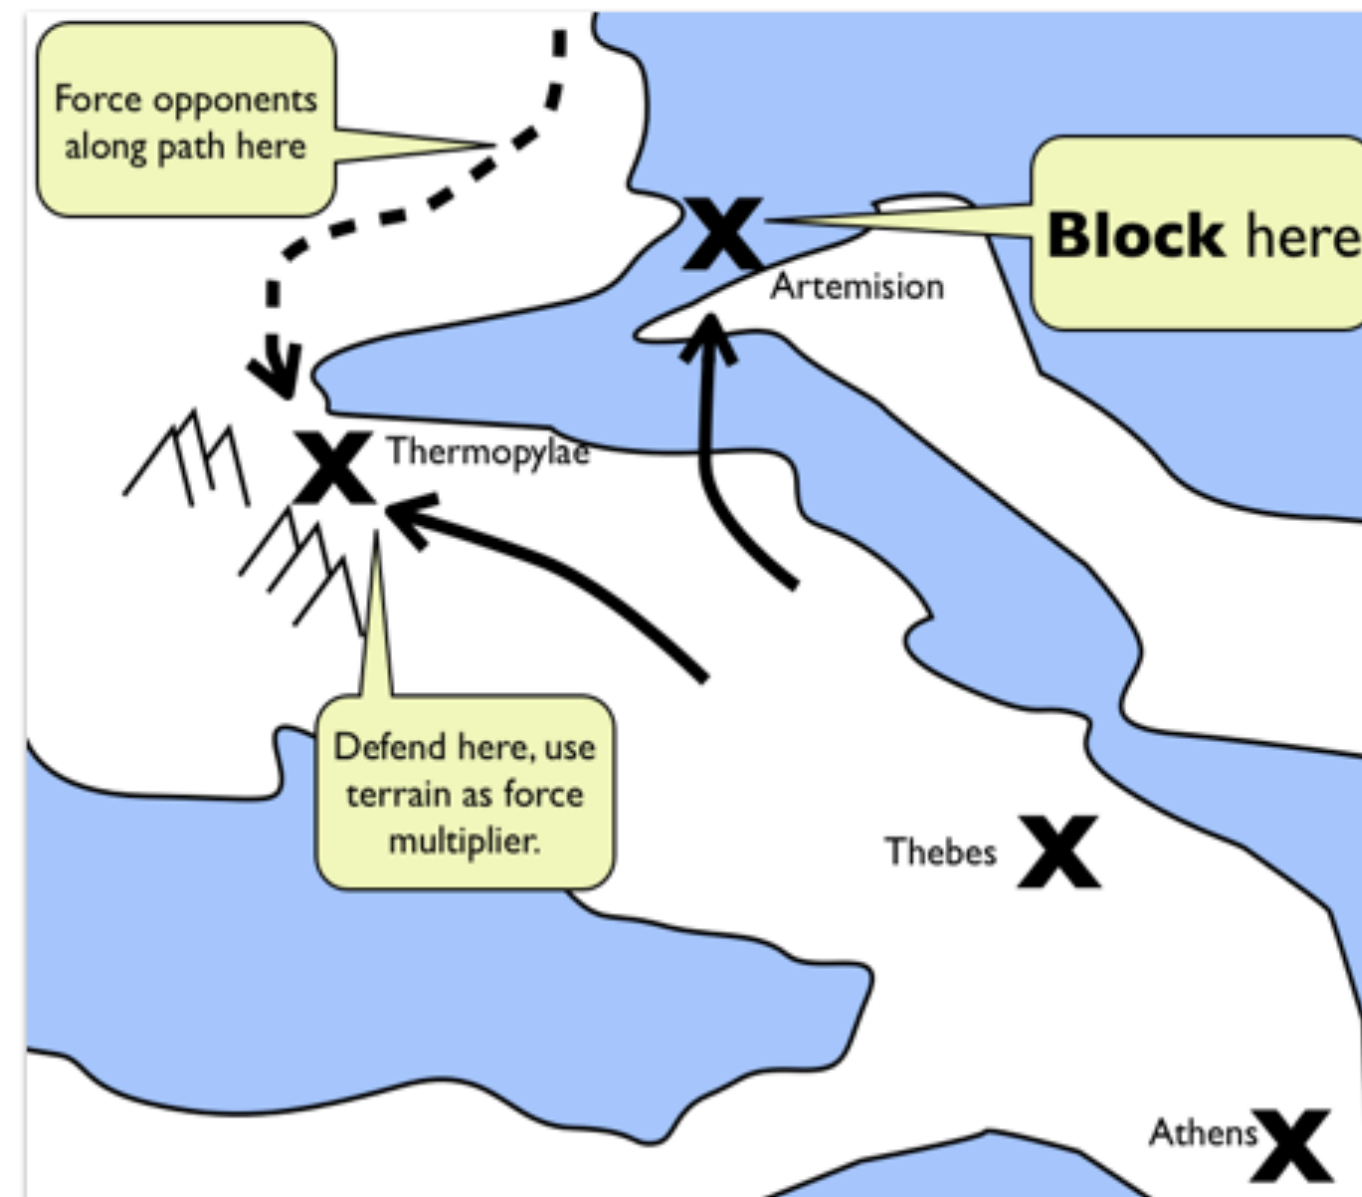 Force opponents
along path here
Block here
Artemision
Thermopylae
Defend here, use
terrain as force
multiplier.
Thebes
Athens